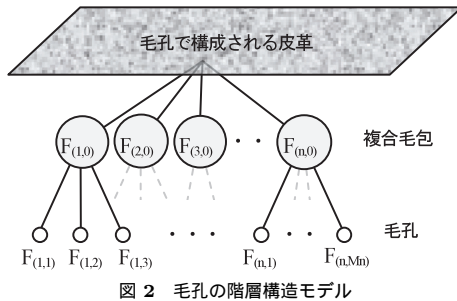 毛孔で構成される皮革
F(1,0) F(2,0) F(3,0) ・・ F(n,0) 複合毛包
・・・ 毛孔
F(1,1) F(1,2) F(1,3) F(n,1) F(n,Mn)
図 2 毛孔の階層構造モデル